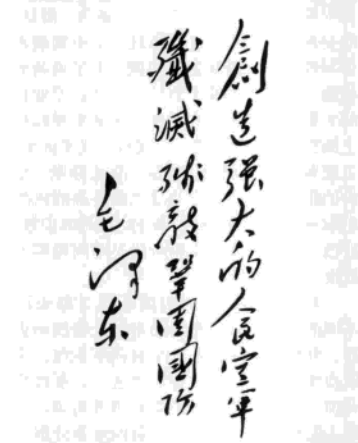 創造强大的人民空軍
殲滅殘敵鞏固國防
毛澤东